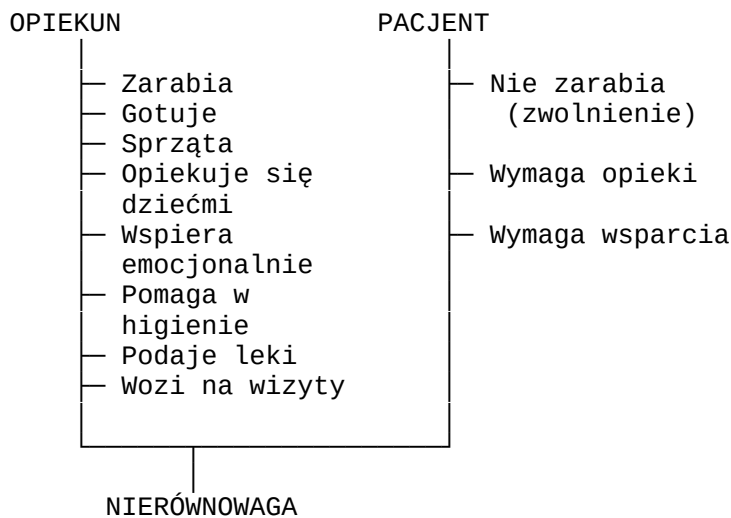 OPIEKUN
Zarabia
Gotuje
Sprząta
Opiekuje się
dziećmi
Wspiera
emocjonalnie
Pomaga w
higienie
Podaje leki
Wozi na wizyty
PACJENT
Nie zarabia
(zwolnienie)
Wymaga opieki
Wymaga wsparcia
NIERÓWNOWAGA